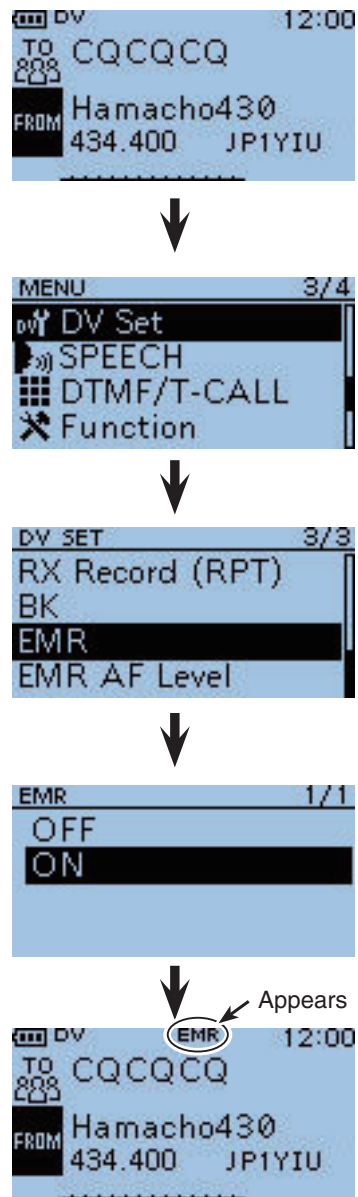 DV 12:00
TO CQCQCQ
FROM Hamacho430
434.400 JP1YIU
MENU 3/4
DV DV Set
SPEECH
DTMF/T-CALL
Function
DV SET 3/3
RX Record (RPT)
BK
EMR
EMR AF Level
EMR 1/1
OFF
ON
Appears
DV EMR 12:00
TO CQCQCQ
FROM Hamacho430
434.400 JP1YIU